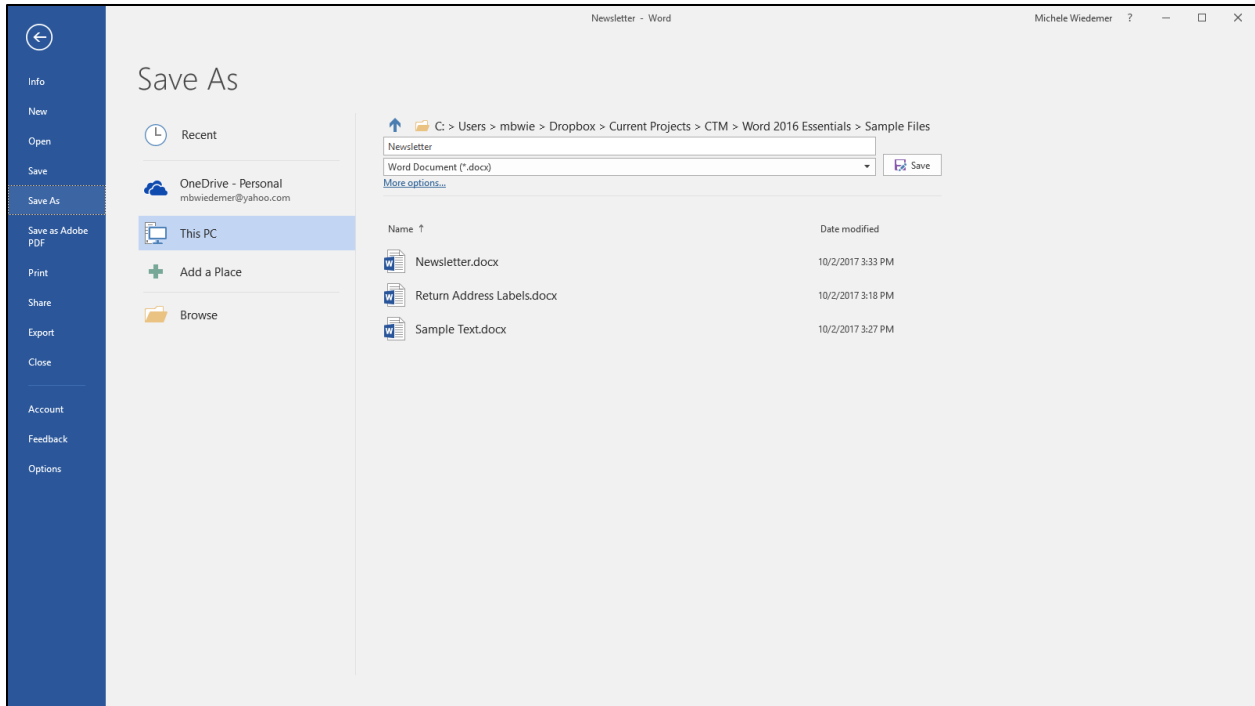 Newsletter - Word
Michele Wiedemer ?
Info
New
Open
Save
Save As
Save as Adobe
PDF
Print
Share
Export
Close
Account
Feedback
Options
Save As
Recent
OneDrive - Personal
mbwiedemer@yahoo.com
This PC
Add a Place
Browse
C: > Users > mbwie > Dropbox > Current Projects > CTM > Word 2016 Essentials > Sample Files
Newsletter
Word Document (*.docx)
Save
More options...
Name ↑
Date modified
Newsletter.docx
10/2/2017 3:33 PM
Return Address Labels.docx
10/2/2017 3:18 PM
Sample Text.docx
10/2/2017 3:27 PM